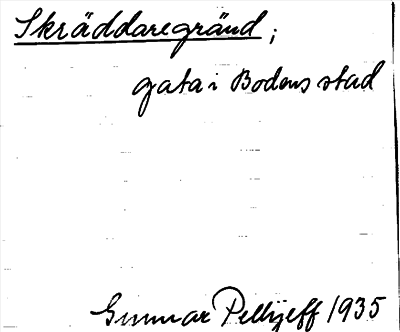 Skräddaregränd;
gata i Bodens stad
Gunnar Pellijeff 1935